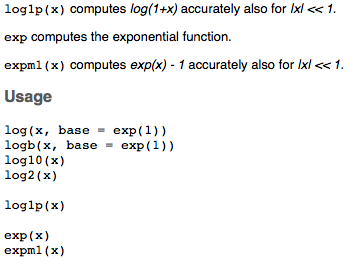 log1p(x) computes log(1+x) accurately also for |x| << 1.
exp computes the exponential function.
expm1(x) computes exp(x) - 1 accurately also for |x| << 1.
Usage
log(x, base = exp(1))
logb(x, base = exp(1))
log10(x)
log2(x)
log1p(x)
exp(x)
expm1(x)